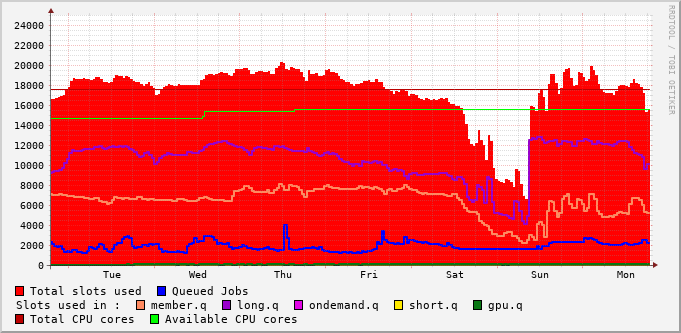 RRDTOOL / TOBI OETIKER
24000
22000
20000
18000
16000
14000
12000
10000
8000
6000
4000
2000
0
Tue Wed Thu Fri Sat Sun Mon
Total slots used Queued Jobs
Slots used in : member.q long.q ondemand.q short.q gpu.q
Total CPU cores Available CPU cores